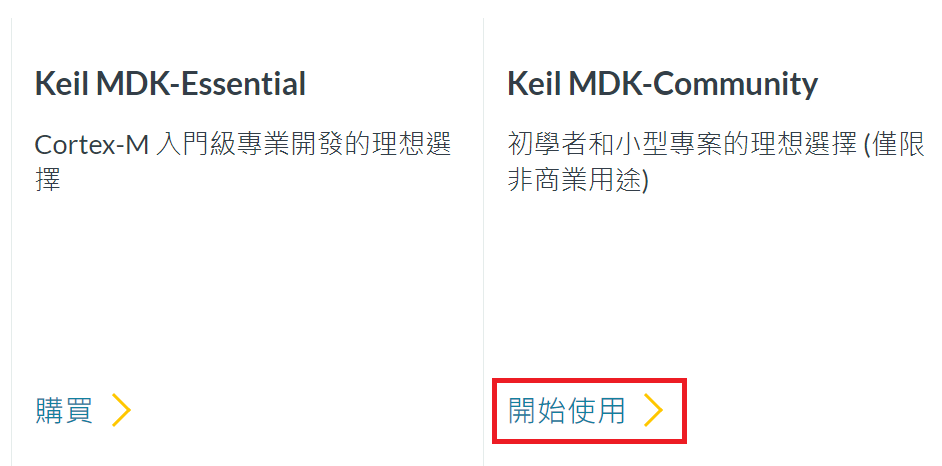 Keil MDK-Essential
Cortex-M 入門級專業開發的理想選
擇
購買
Keil MDK-Community
初學者和小型專案的理想選擇 (僅限
非商業用途)
開始使用